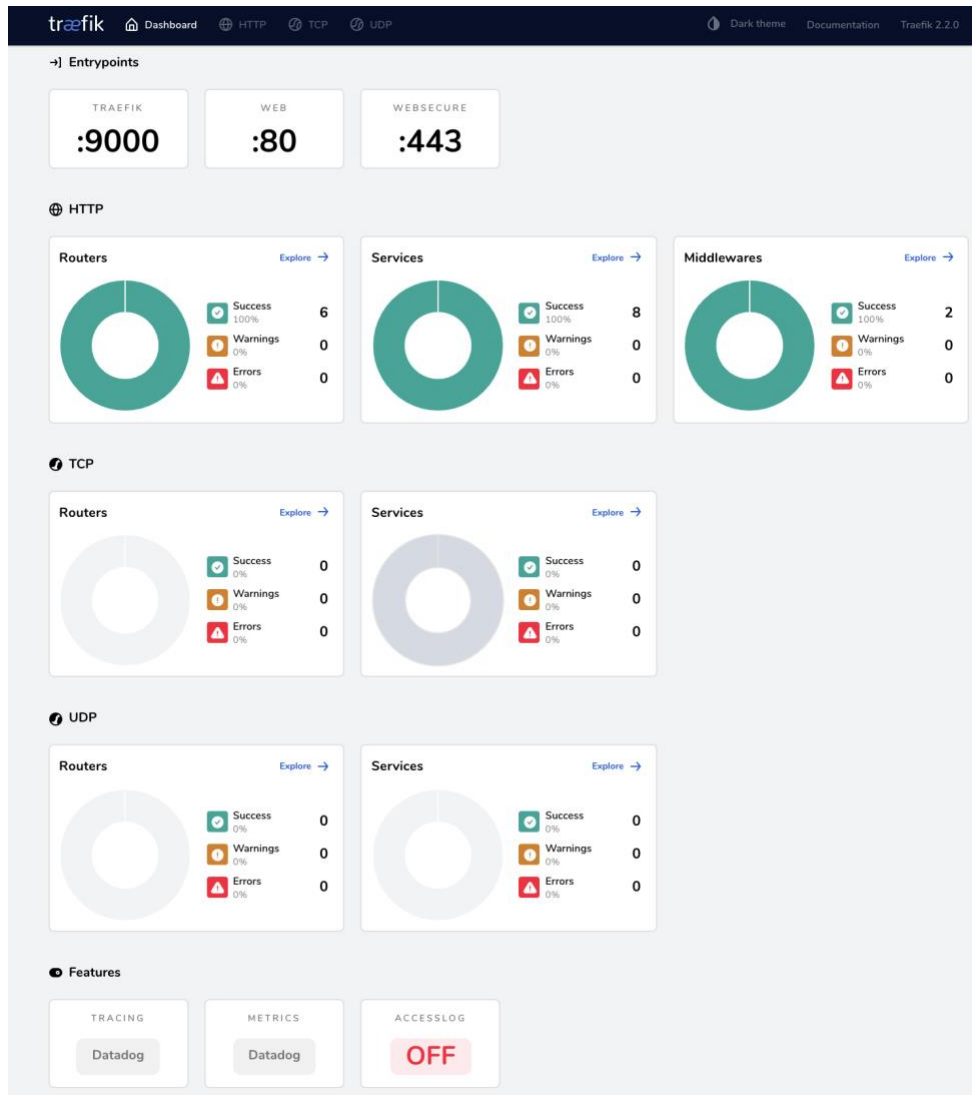 træfik Dashboard HTTP TCP UDP Dark theme Documentation Traefik 2.2.0
Entrypoints
TRAEFIK WEB WEBSECURE
:9000 :80 :443
HTTP
Routers Explore → Services Explore → Middlewares Explore →
Success 6 Success 8 Success 2
100% 100% 100%
Warnings 0 Warnings 0 Warnings 0
0% 0% 0%
Errors 0 Errors 0 Errors 0
0% 0% 0%
TCP
Routers Explore → Services Explore →
Success 0 Success 0
0% 0%
Warnings 0 Warnings 0
0% 0%
Errors 0 Errors 0
0% 0%
UDP
Routers Explore → Services Explore →
Success 0 Success 0
0% 0%
Warnings 0 Warnings 0
0% 0%
Errors 0 Errors 0
0% 0%
Features
TRACING METRICS ACCESSLOG
Datadog Datadog OFF